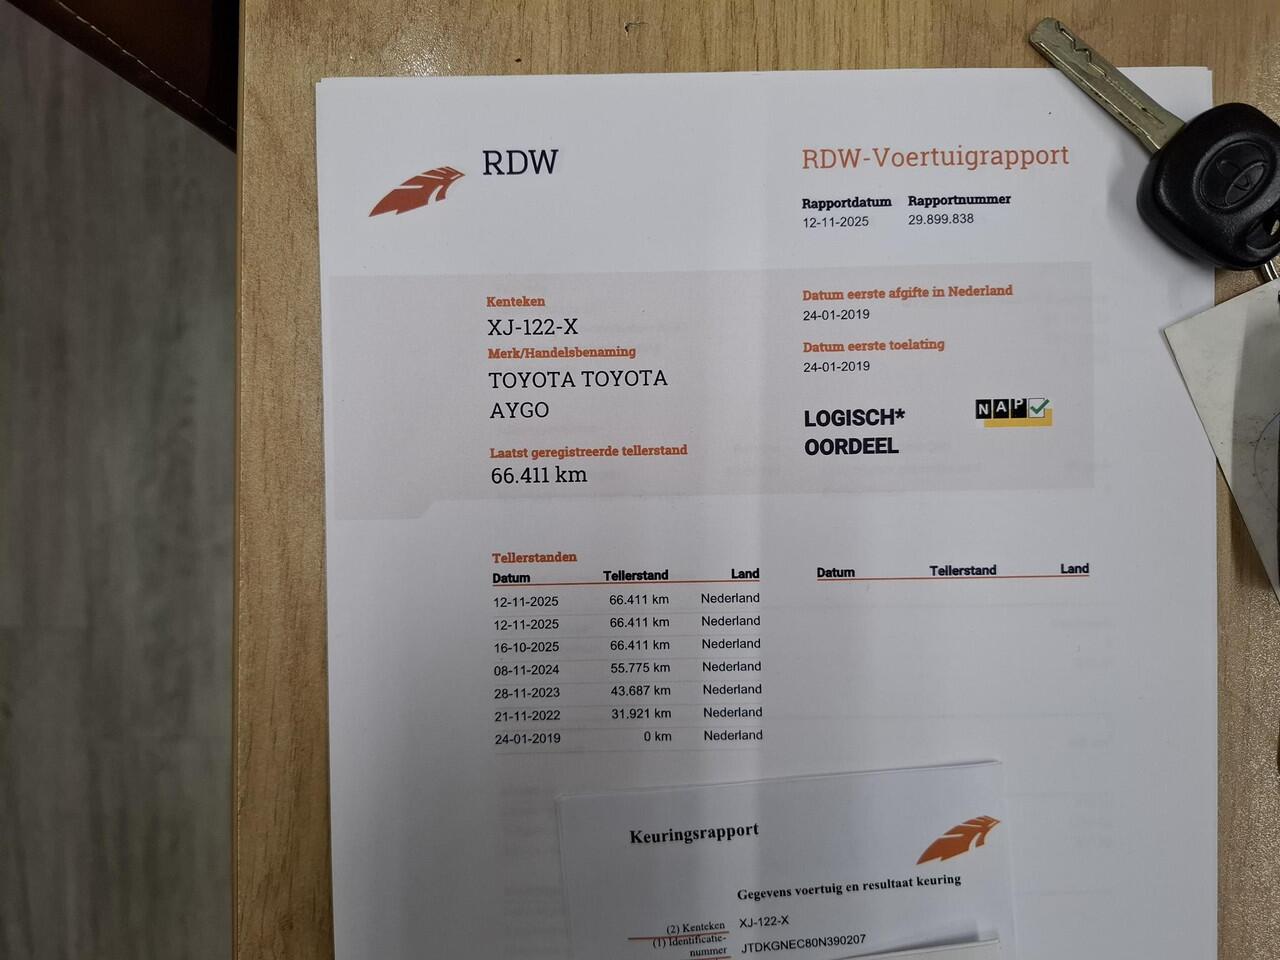 RDW
RDW-Voertuigrapport
Rapportdatum Rapportnummer
12-11-2025 29.899.838
Kenteken
XJ-122-X
Merk/Handelsbenaming
TOYOTA TOYOTA
AYGO
Laatst geregistreerde tellerstand
66.411 km
Datum eerste afgifte in Nederland
24-01-2019
Datum eerste toelating
24-01-2019
LOGISCH*
OORDEEL
NAP
Tellerstanden
Datum Tellerstand Land
12-11-2025 66.411 km Nederland
12-11-2025 66.411 km Nederland
16-10-2025 66.411 km Nederland
08-11-2024 55.775 km Nederland
28-11-2023 43.687 km Nederland
21-11-2022 31.921 km Nederland
24-01-2019 0 km Nederland
Datum Tellerstand Land
Keuringsrapport
Gegevens voertuig en resultaat keuring
(2) Kenteken XJ-122-X
(1) Identificatie-
nummer JTDKGNEC80N390207